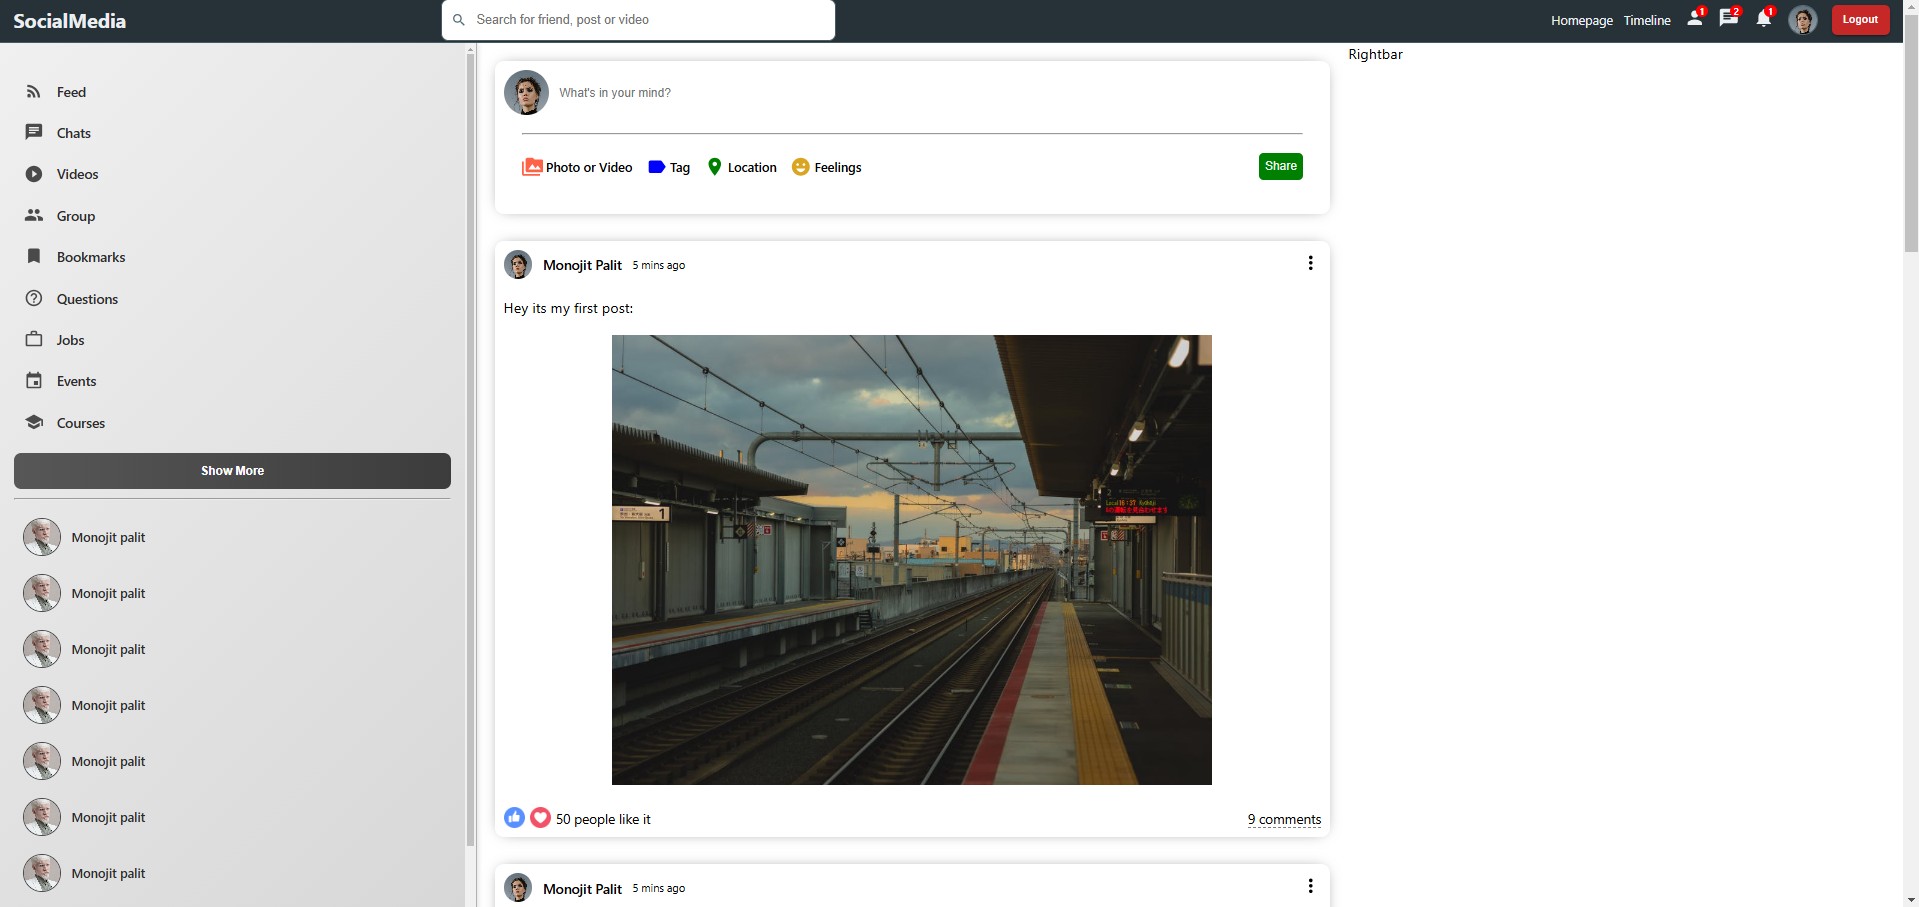 SocialMedia
Search for friend, post or video
Homepage Timeline 1 2 1 Logout
Feed
Chats
Videos
Group
Bookmarks
Questions
Jobs
Events
Courses
Show More
Monojit palit
Monojit palit
Monojit palit
Monojit palit
Monojit palit
Monojit palit
Monojit palit
What's in your mind?
Photo or Video Tag Location Feelings Share
Monojit Palit 5 mins ago
Hey its my first post:
1
50 people like it 9 comments
Monojit Palit 5 mins ago
Rightbar